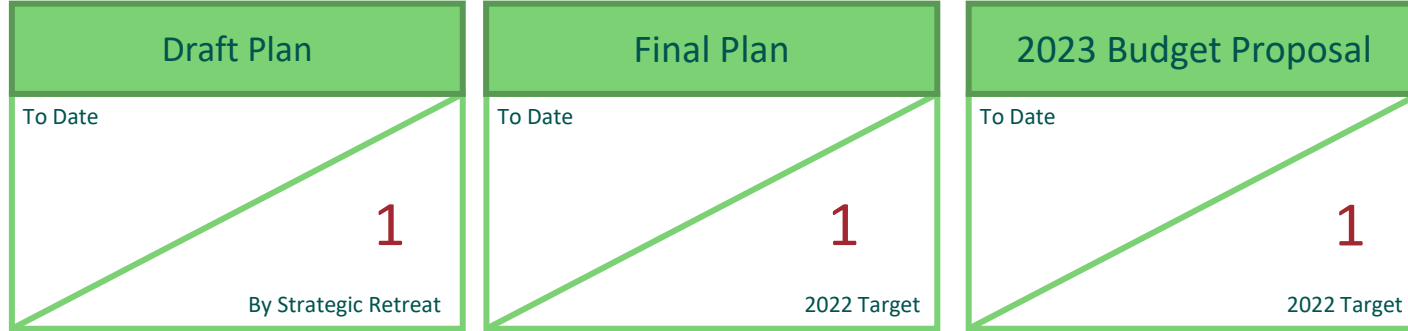 Draft Plan
To Date
1
By Strategic Retreat
Final Plan
To Date
1
2022 Target
2023 Budget Proposal
To Date
1
2022 Target